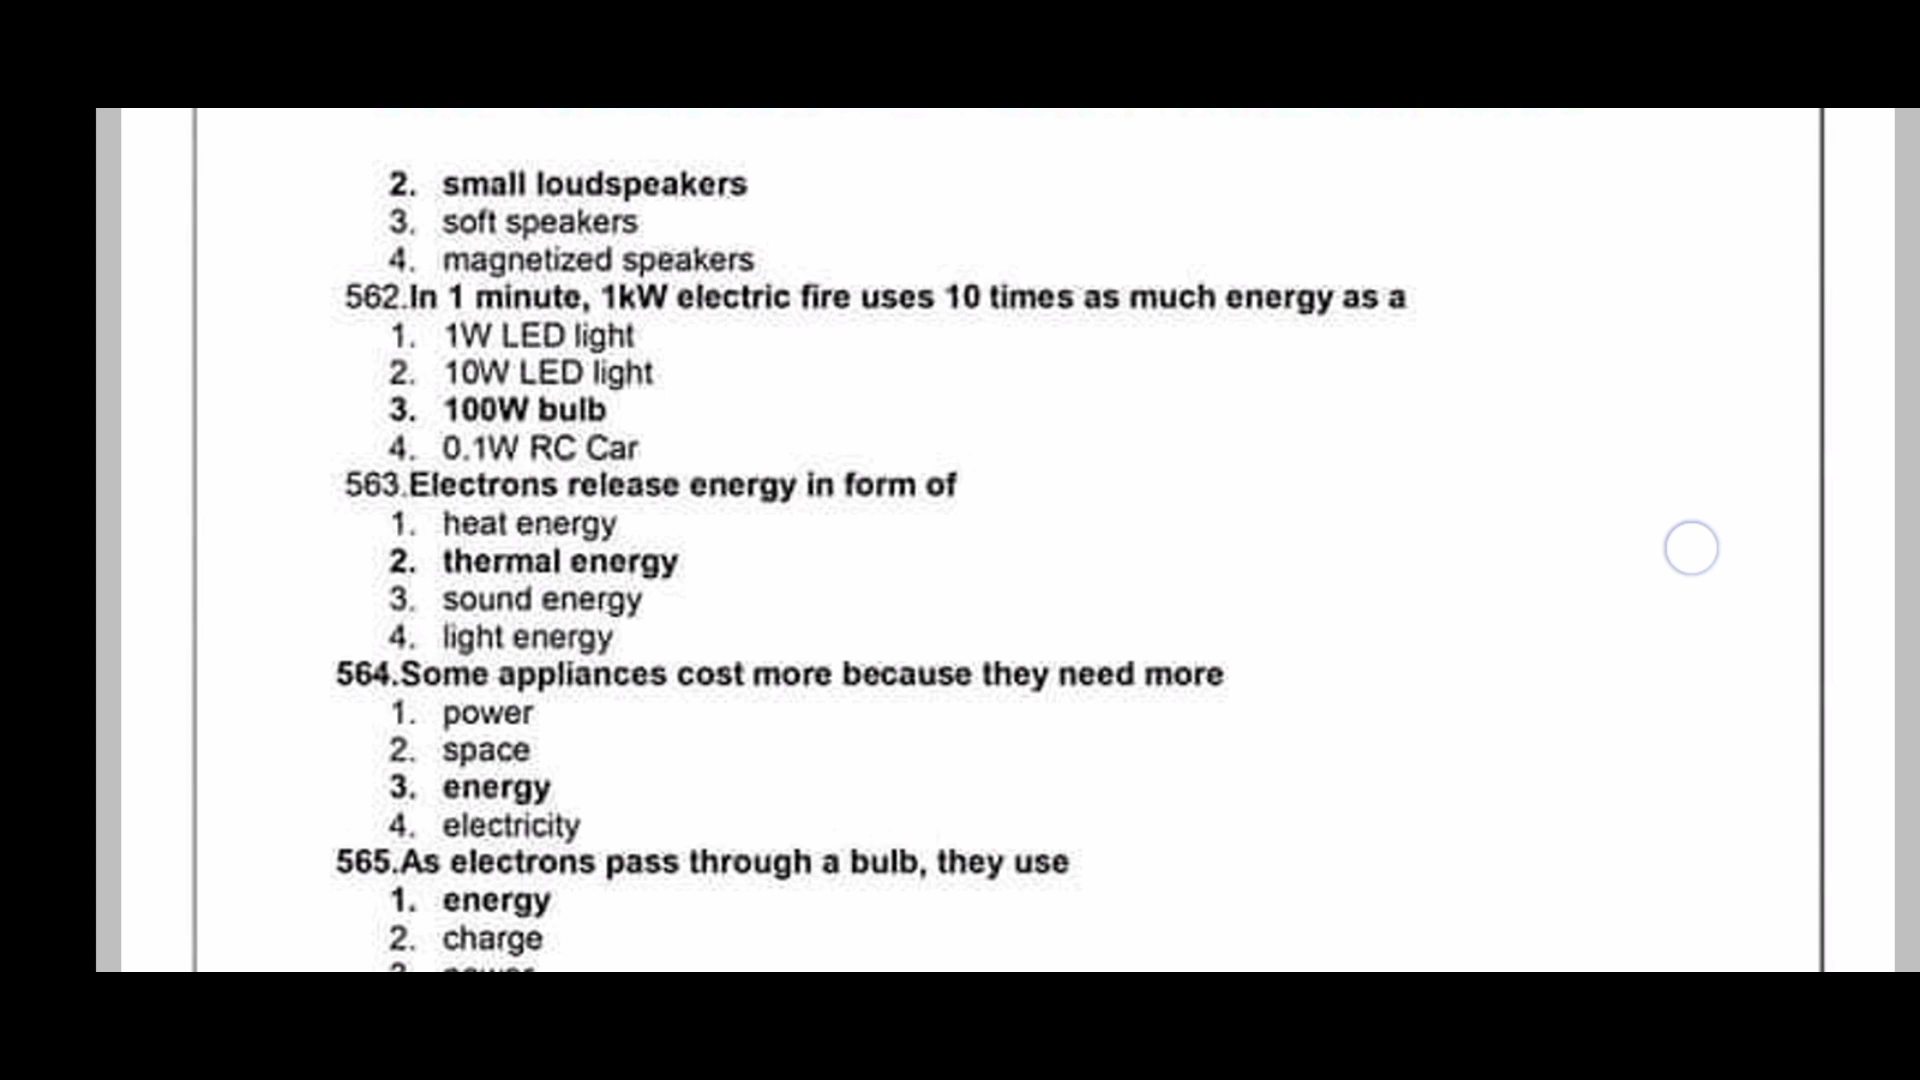 2. small loudspeakers
3. soft speakers
4. magnetized speakers
562.In 1 minute, 1kW electric fire uses 10 times as much energy as a
1. 1W LED light
2. 10W LED light
3. 100W bulb
4. 0.1W RC Car
563.Electrons release energy in form of
1. heat energy
2. thermal energy
3. sound energy
4. light energy
564.Some appliances cost more because they need more
1. power
2. space
3. energy
4. electricity
565.As electrons pass through a bulb, they use
1. energy
2. charge